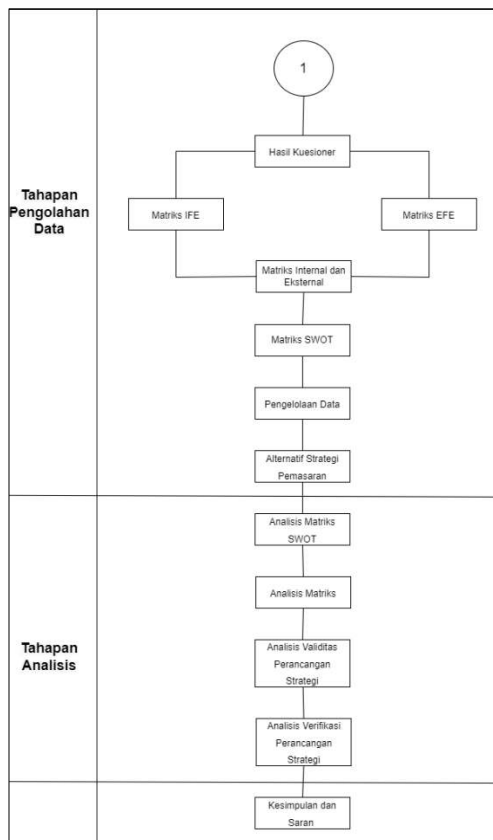 1
Hasil Kuesioner
Tahapan
Pengolahan
Data
Matriks IFE
Matriks EFE
Matriks Internal dan
Eksternal
Matriks SWOT
Pengelolaan Data
Alternatif Strategi
Pemasaran
Analisis Matriks
SWOT
Analisis Matriks
Tahapan
Analisis
Analisis Validitas
Perancangan
Strategi
Analisis Verifikasi
Perancangan
Strategi
Kesimpulan dan
Saran